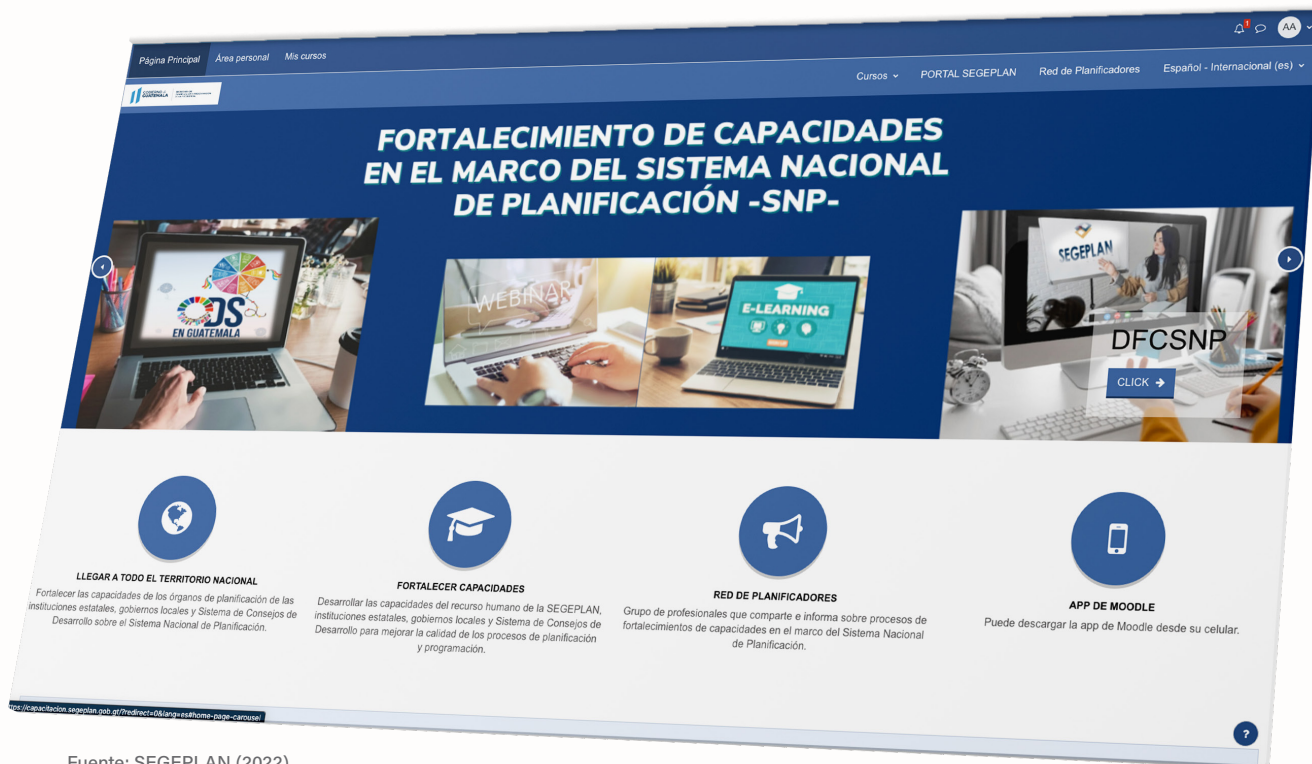 AA
1
Página Principal Área personal Mis cursos
Cursos PORTAL SEGEPLAN Red de Planificadores Español - Internacional (es)
GOBIERNO de
GUATEMALA
FORTALECIMIENTO DE CAPACIDADES
EN EL MARCO DEL SISTEMA NACIONAL
DE PLANIFICACIÓN -SNP-
ODS
EN GUATEMALA
WEBINAR
E-LEARNING
SEGEPLAN
DFCSNP
CLICK
LLEGAR A TODO EL TERRITORIO NACIONAL
Fortalecer las capacidades de los órganos de planificación de las
instituciones estatales, gobiernos locales y Sistema de Consejos de
Desarrollo sobre el Sistema Nacional de Planificación.
FORTALECER CAPACIDADES
Desarrollar las capacidades del recurso humano de la SEGEPLAN,
instituciones estatales, gobiernos locales y Sistema de Consejos de
Desarrollo para mejorar la calidad de los procesos de planificación
y programación.
RED DE PLANIFICADORES
Grupo de profesionales que comparte e informa sobre procesos de
fortalecimientos de capacidades en el marco del Sistema Nacional
de Planificación.
APP DE MOODLE
Puede descargar la app de Moodle desde su celular.
tps://capacitacion.segeplan.gob.gt/?redirect=0&lang=es#home-page-carousel
?
Fuente: SEGEPLAN (2022)